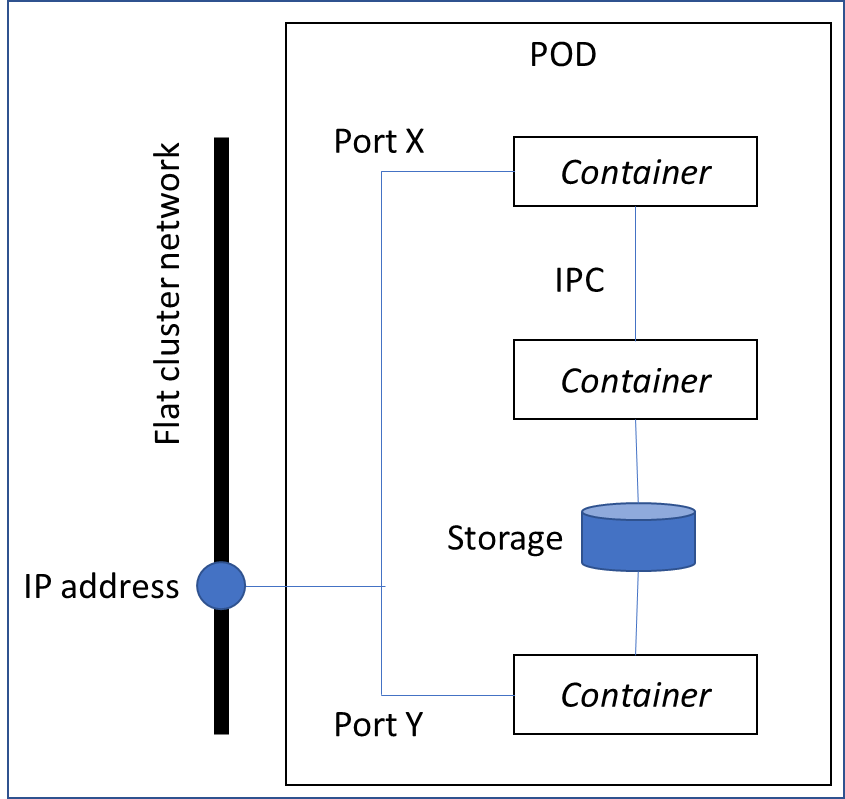 POD
Port X
Container
Flat cluster network
IPC
Container
Storage
IP address
Container
Port Y